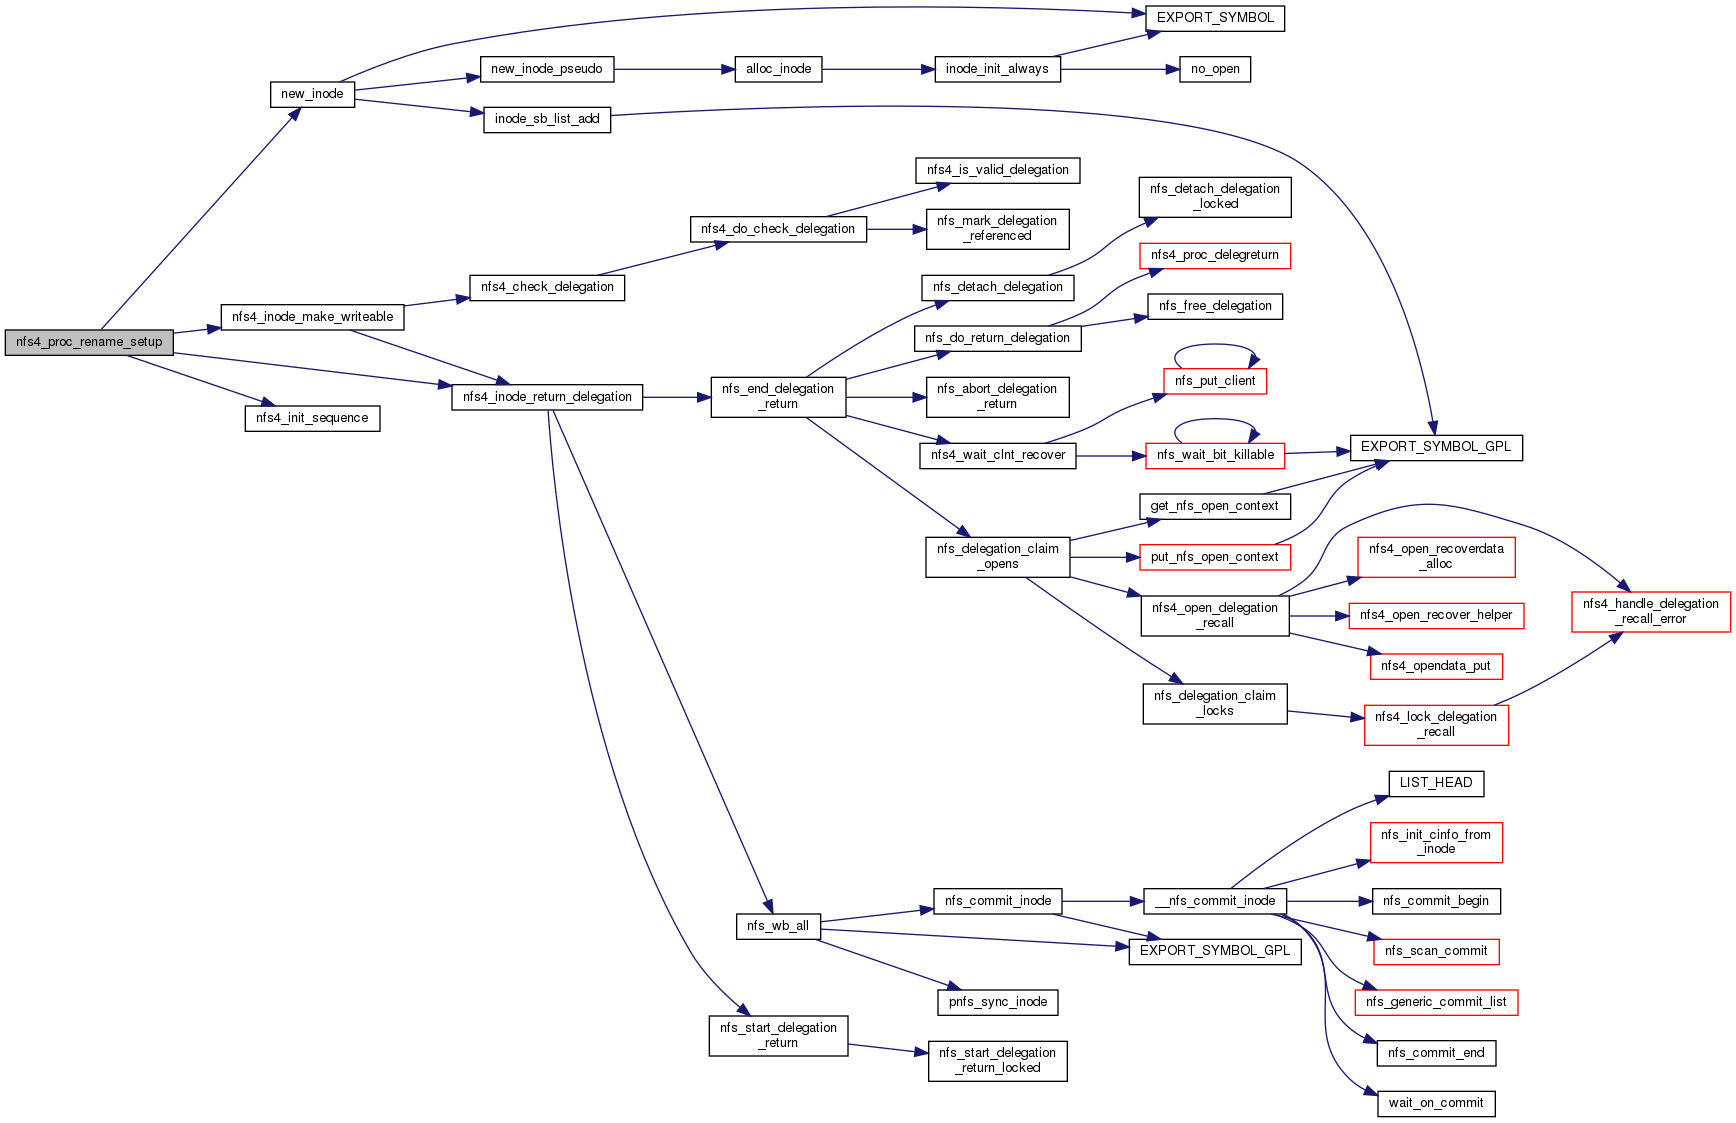 EXPORT_SYMBOL
new_inode_pseudo
alloc_inode
inode_init_always
no_open
new_inode
inode_sb_list_add
nfs4_is_valid_delegation
nfs_detach_delegation
_locked
nfs4_do_check_delegation
nfs_mark_delegation
_referenced
nfs4_proc_delegreturn
nfs4_check_delegation
nfs_detach_delegation
nfs_free_delegation
nfs4_inode_make_writeable
nfs4_proc_rename_setup
nfs_do_return_delegation
nfs_put_client
nfs4_inode_return_delegation
nfs_end_delegation
_return
nfs_abort_delegation
_return
nfs4_init_sequence
nfs4_wait_clnt_recover
nfs_wait_bit_killable
EXPORT_SYMBOL_GPL
get_nfs_open_context
nfs_delegation_claim
_opens
put_nfs_open_context
nfs4_open_recoverdata
_alloc
nfs4_open_delegation
_recall
nfs4_open_recover_helper
nfs4_handle_delegation
_recall_error
nfs4_opendata_put
nfs_delegation_claim
_locks
nfs4_lock_delegation
_recall
LIST_HEAD
nfs_init_cinfo_from
_inode
nfs_commit_inode
__nfs_commit_inode
nfs_commit_begin
nfs_wb_all
EXPORT_SYMBOL_GPL
nfs_scan_commit
pnfs_sync_inode
nfs_generic_commit_list
nfs_start_delegation
_return
nfs_start_delegation
_return_locked
nfs_commit_end
wait_on_commit